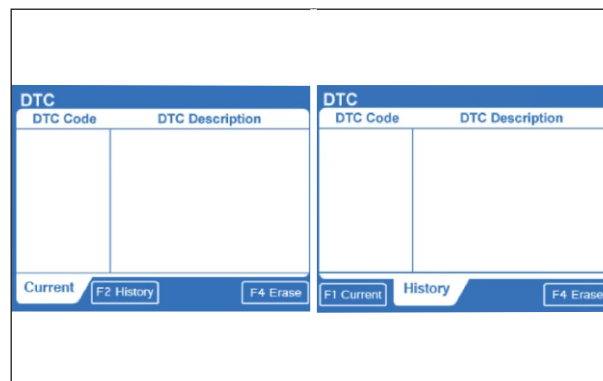 DTC
DTC Code DTC Description
Current F2 History F4 Erase
DTC
DTC Code DTC Description
F1 Current History F4 Erase